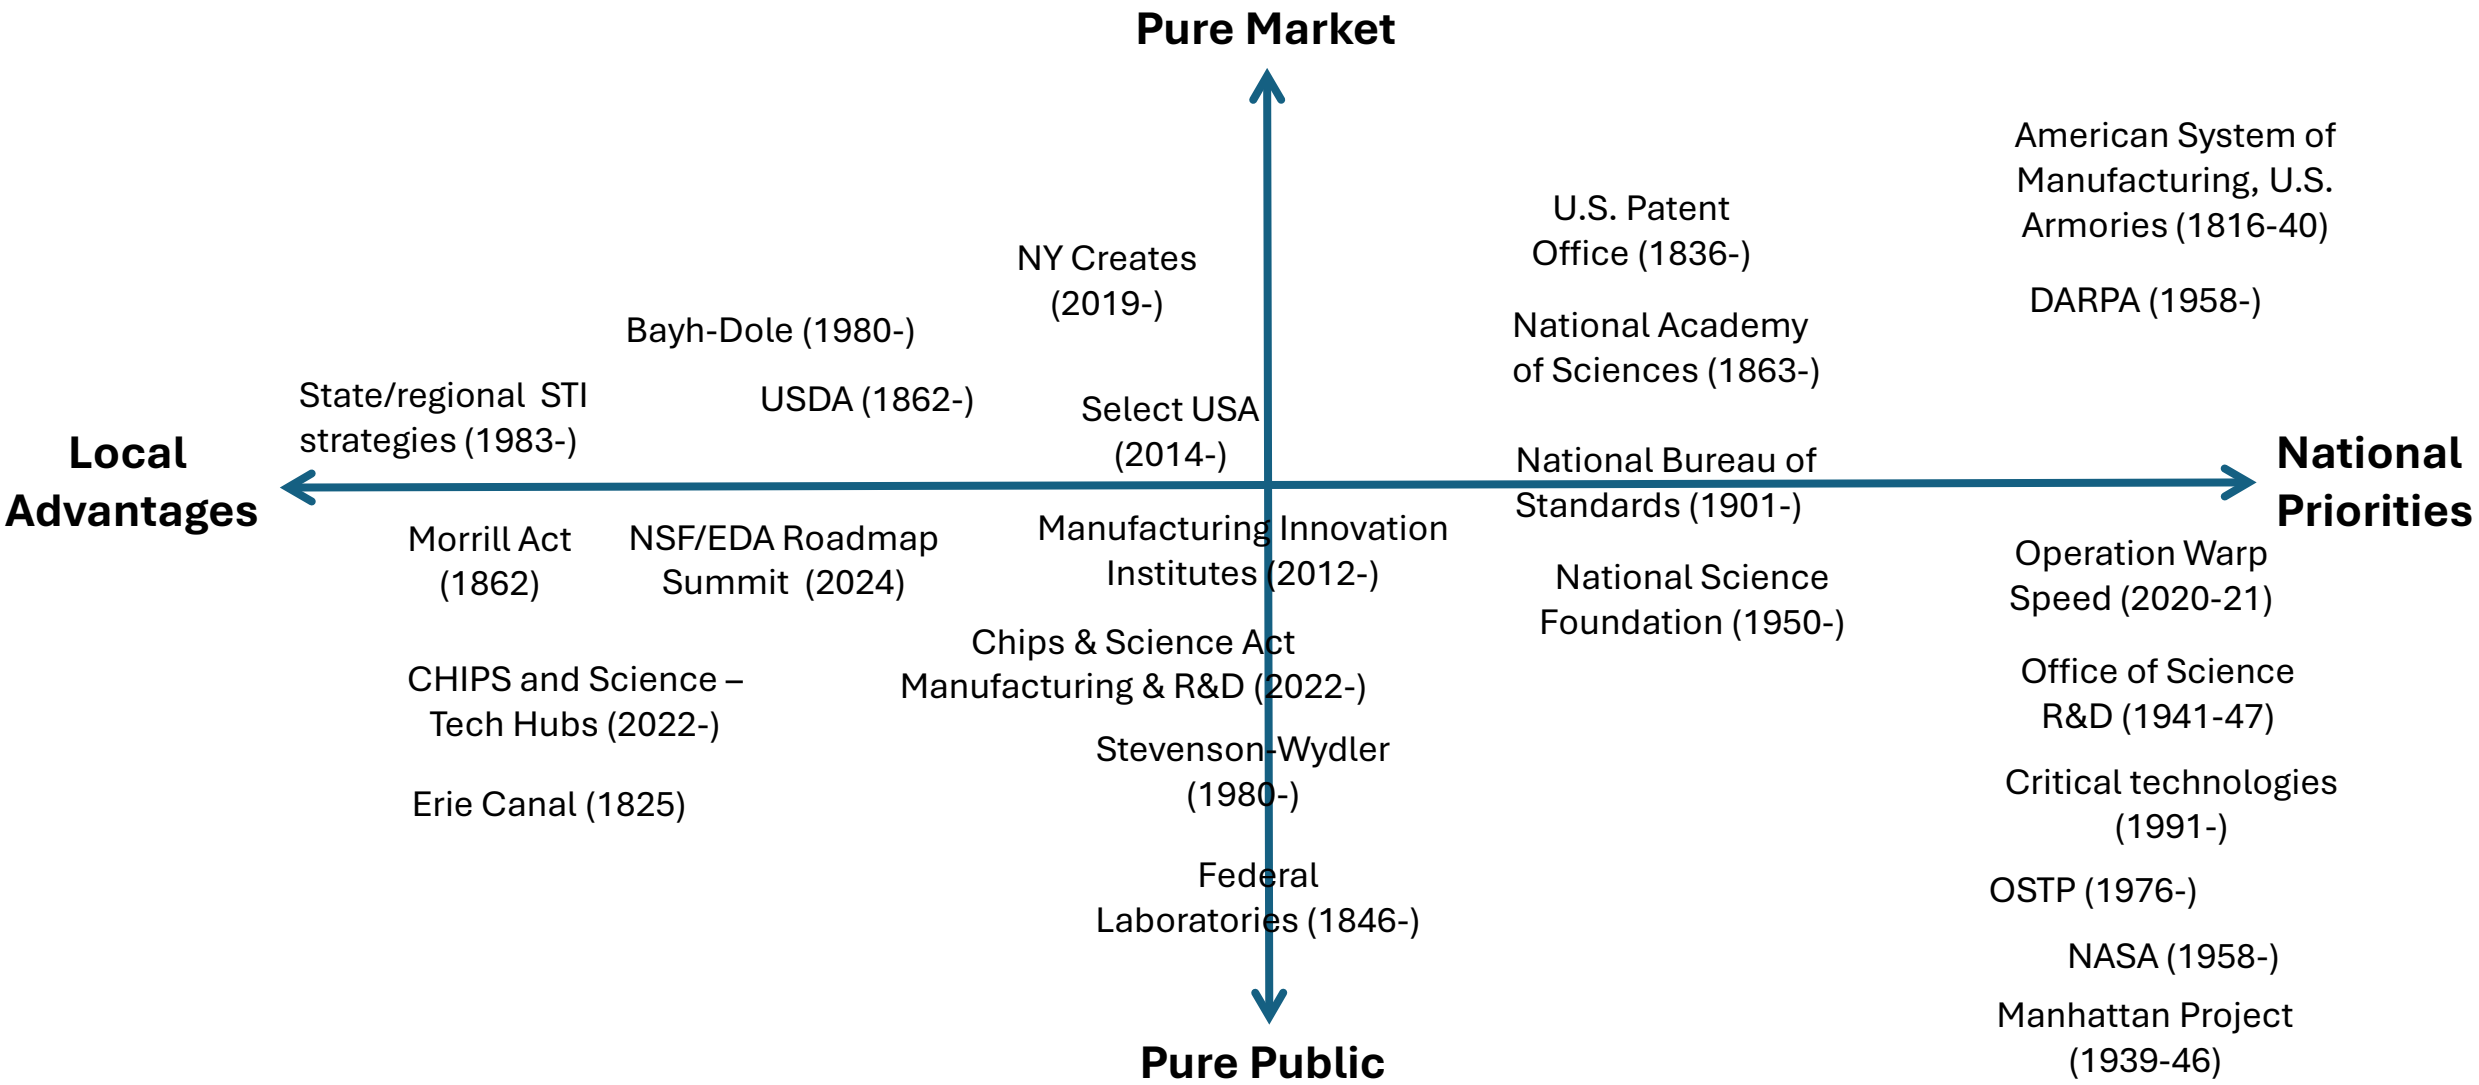 Pure Market
American System of
Manufacturing, U.S.
Armories (1816-40)
U.S. Patent
Office (1836-)
DARPA (1958-)
NY Creates
(2019-)
National Academy
of Sciences (1863-)
Bayh-Dole (1980-)
USDA (1862-)
State/regional  STI
strategies (1983-)
Select USA
(2014-)
Local
Advantages
National Bureau of
Standards (1901-)
National
Priorities
Morrill Act
(1862)
NSF/EDA Roadmap
Summit  (2024)
Manufacturing Innovation
Institutes (2012-)
National Science
Foundation (1950-)
Operation Warp
Speed (2020-21)
Chips & Science Act
Manufacturing & R&D (2022-)
CHIPS and Science –
Tech Hubs (2022-)
Office of Science
R&D (1941-47)
Stevenson-Wydler
(1980-)
Erie Canal (1825)
Critical technologies
(1991-)
Federal
Laboratories (1846-)
OSTP (1976-)
NASA (1958-)
Manhattan Project
(1939-46)
Pure Public